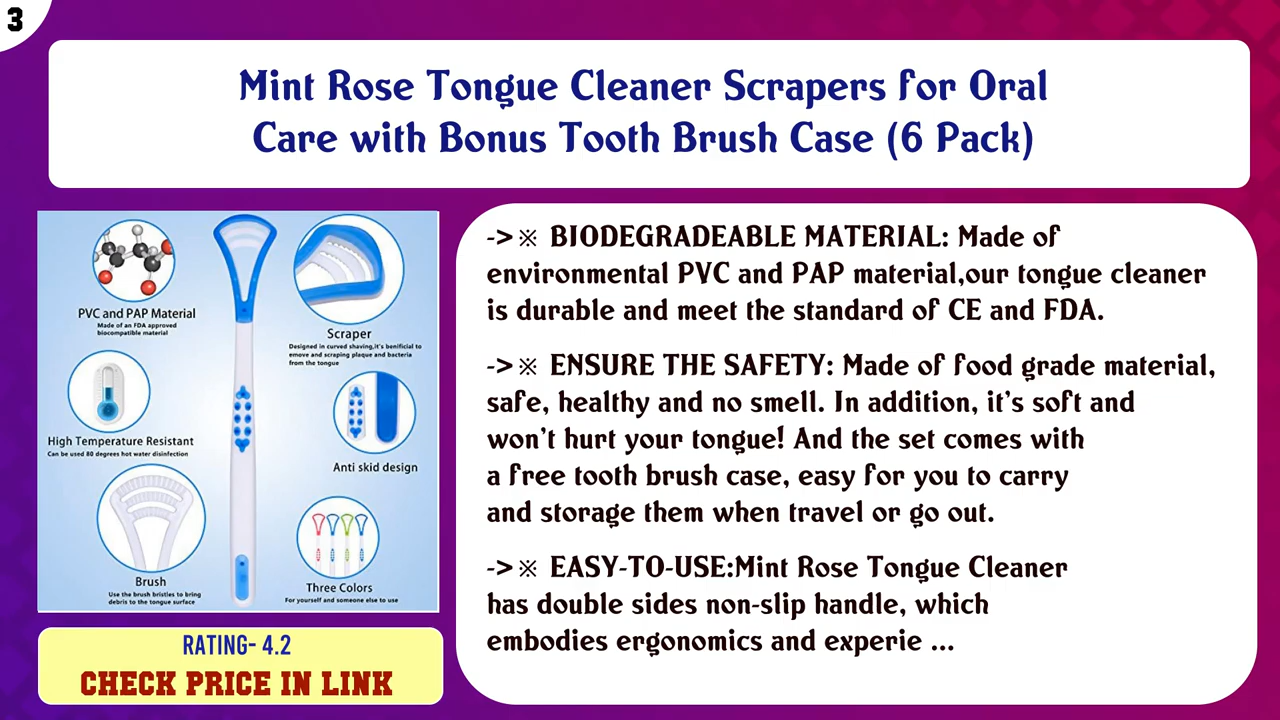 3
Mint Rose Tongue Cleaner Scrapers for Oral
Care with Bonus Tooth Brush Case (6 Pack)
PVC and PAP Material
Made of an FDA approved
biocompatible material
Scraper
Designed in curved shaving,it's benificial to
emove and scraping plaque and bacteria
from the tongue
High Temperature Resistant
Can be used 80 degrees hot water disinfection
Anti skid design
Brush
Use the brush bristles to bring
debris to the tongue surface
Three Colors
For yourself and someone else to use
RATING- 4.2
CHECK PRICE IN LINK
->※ BIODEGRADEABLE MATERIAL: Made of
environmental PVC and PAP material,our tongue cleaner
is durable and meet the standard of CE and FDA.
->※ ENSURE THE SAFETY: Made of food grade material,
safe, healthy and no smell. In addition, it's soft and
won't hurt your tongue! And the set comes with
a free tooth brush case, easy for you to carry
and storage them when travel or go out.
->※ EASY-TO-USE:Mint Rose Tongue Cleaner
has double sides non-slip handle, which
embodies ergonomics and experie ...